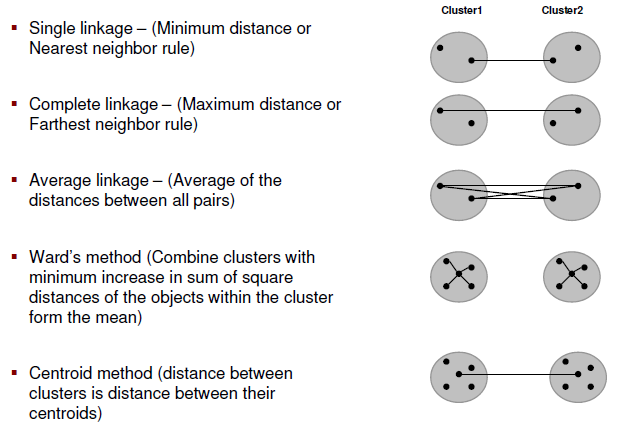 Cluster1 Cluster2
▪ Single linkage – (Minimum distance or
Nearest neighbor rule)
▪ Complete linkage – (Maximum distance or
Farthest neighbor rule)
▪ Average linkage – (Average of the
distances between all pairs)
▪ Ward’s method (Combine clusters with
minimum increase in sum of square
distances of the objects within the cluster
form the mean)
▪ Centroid method (distance between
clusters is distance between their
centroids)